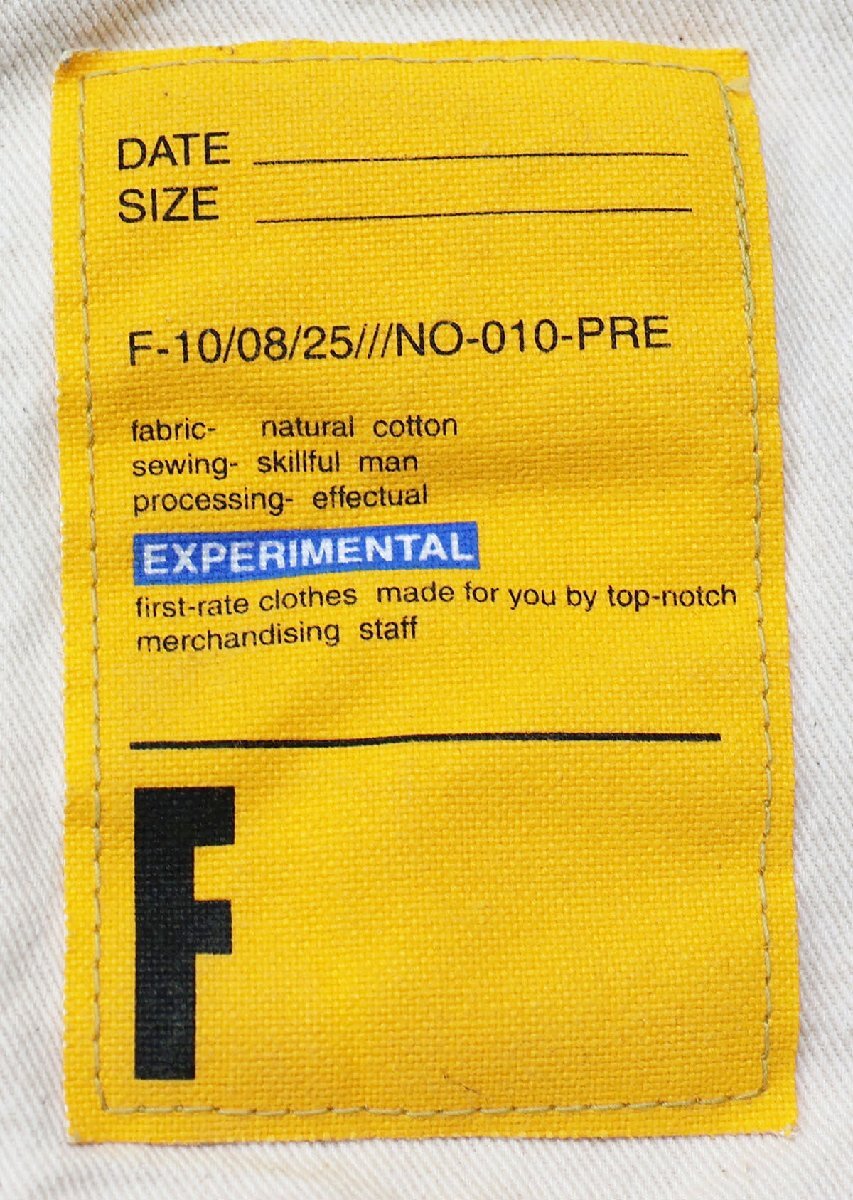 DATE
SIZE
F-10/08/25///NO-010-PRE
fabric- natural cotton
sewing- skillful man
processing- effectual
EXPERIMENTAL
first-rate clothes made for you by top-notch
merchandising staff
F